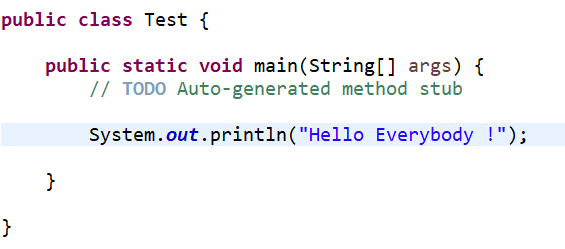 public class Test {
public static void main(String[] args) {
// TODO Auto-generated method stub
System.out.println("Hello Everybody !");
}
}